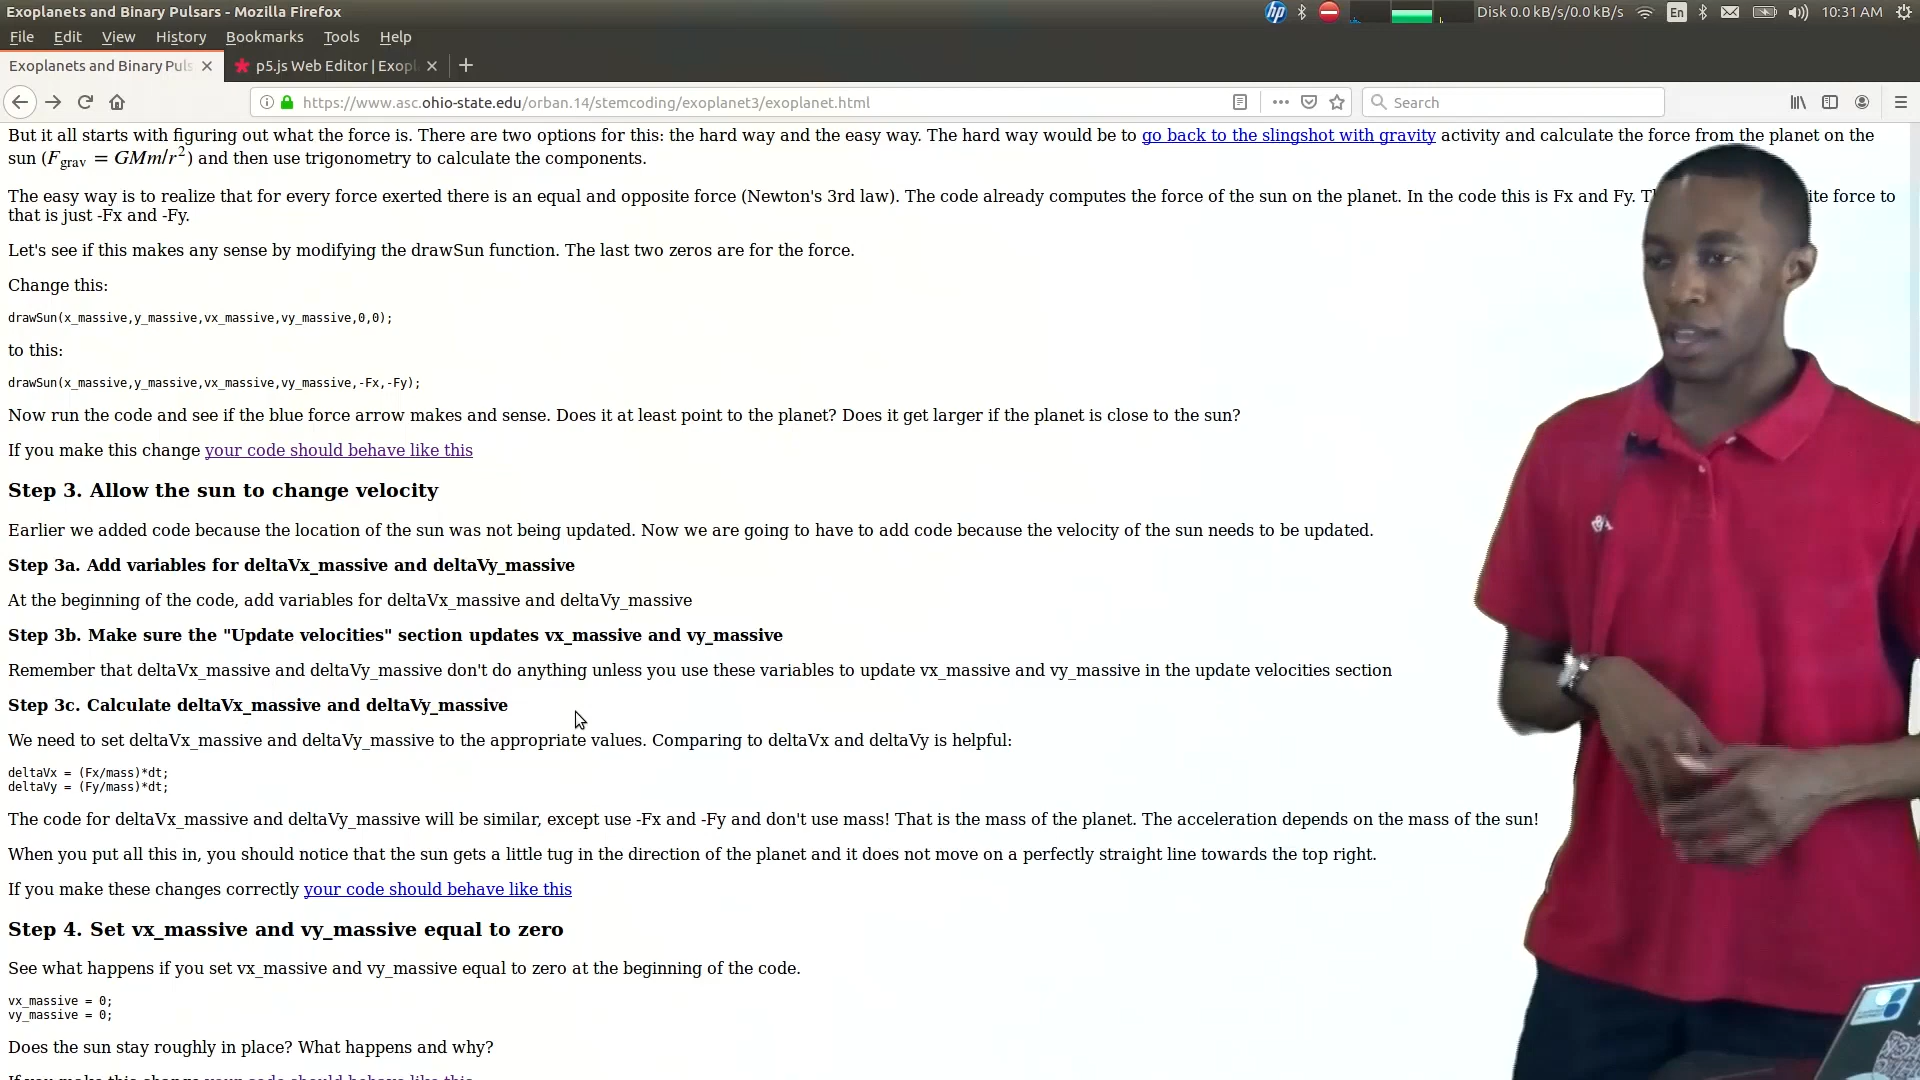 Exoplanets and Binary Pulsars - Mozilla Firefox
Disk 0.0 kB/s/0.0 kB/s En 10:31 AM
File Edit View History Bookmarks Tools Help
Exoplanets and Binary Puls
p5.js Web Editor | Exopl
https://www.asc.ohio-state.edu/orban.14/stemcoding/exoplanet3/exoplanet.html
Search
But it all starts with figuring out what the force is. There are two options for this: the hard way and the easy way. The hard way would be to go back to the slingshot with gravity activity and calculate the force from the planet on the
sun (F_grav = GMm/r²) and then use trigonometry to calculate the components.
The easy way is to realize that for every force exerted there is an equal and opposite force (Newton's 3rd law). The code already computes the force of the sun on the planet. In the code this is Fx and Fy. force to
that is just -Fx and -Fy.
Let's see if this makes any sense by modifying the drawSun function. The last two zeros are for the force.
Change this:
drawSun(x_massive,y_massive,vx_massive,vy_massive,0,0);
to this:
drawSun(x_massive,y_massive,vx_massive,vy_massive,-Fx,-Fy);
Now run the code and see if the blue force arrow makes and sense. Does it at least point to the planet? Does it get larger if the planet is close to the sun?
If you make this change your code should behave like this
Step 3. Allow the sun to change velocity
Earlier we added code because the location of the sun was not being updated. Now we are going to have to add code because the velocity of the sun needs to be updated.
Step 3a. Add variables for deltaVx_massive and deltaVy_massive
At the beginning of the code, add variables for deltaVx_massive and deltaVy_massive
Step 3b. Make sure the "Update velocities" section updates vx_massive and vy_massive
Remember that deltaVx_massive and deltaVy_massive don't do anything unless you use these variables to update vx_massive and vy_massive in the update velocities section
Step 3c. Calculate deltaVx_massive and deltaVy_massive
We need to set deltaVx_massive and deltaVy_massive to the appropriate values. Comparing to deltaVx and deltaVy is helpful:
deltaVx = (Fx/mass)*dt;
deltaVy = (Fy/mass)*dt;
The code for deltaVx_massive and deltaVy_massive will be similar, except use -Fx and -Fy and don't use mass! That is the mass of the planet. The acceleration depends on the mass of the sun!
When you put all this in, you should notice that the sun gets a little tug in the direction of the planet and it does not move on a perfectly straight line towards the top right.
If you make these changes correctly your code should behave like this
Step 4. Set vx_massive and vy_massive equal to zero
See what happens if you set vx_massive and vy_massive equal to zero at the beginning of the code.
vx_massive = 0;
vy_massive = 0;
Does the sun stay roughly in place? What happens and why?
If you make this change your code should behave like this